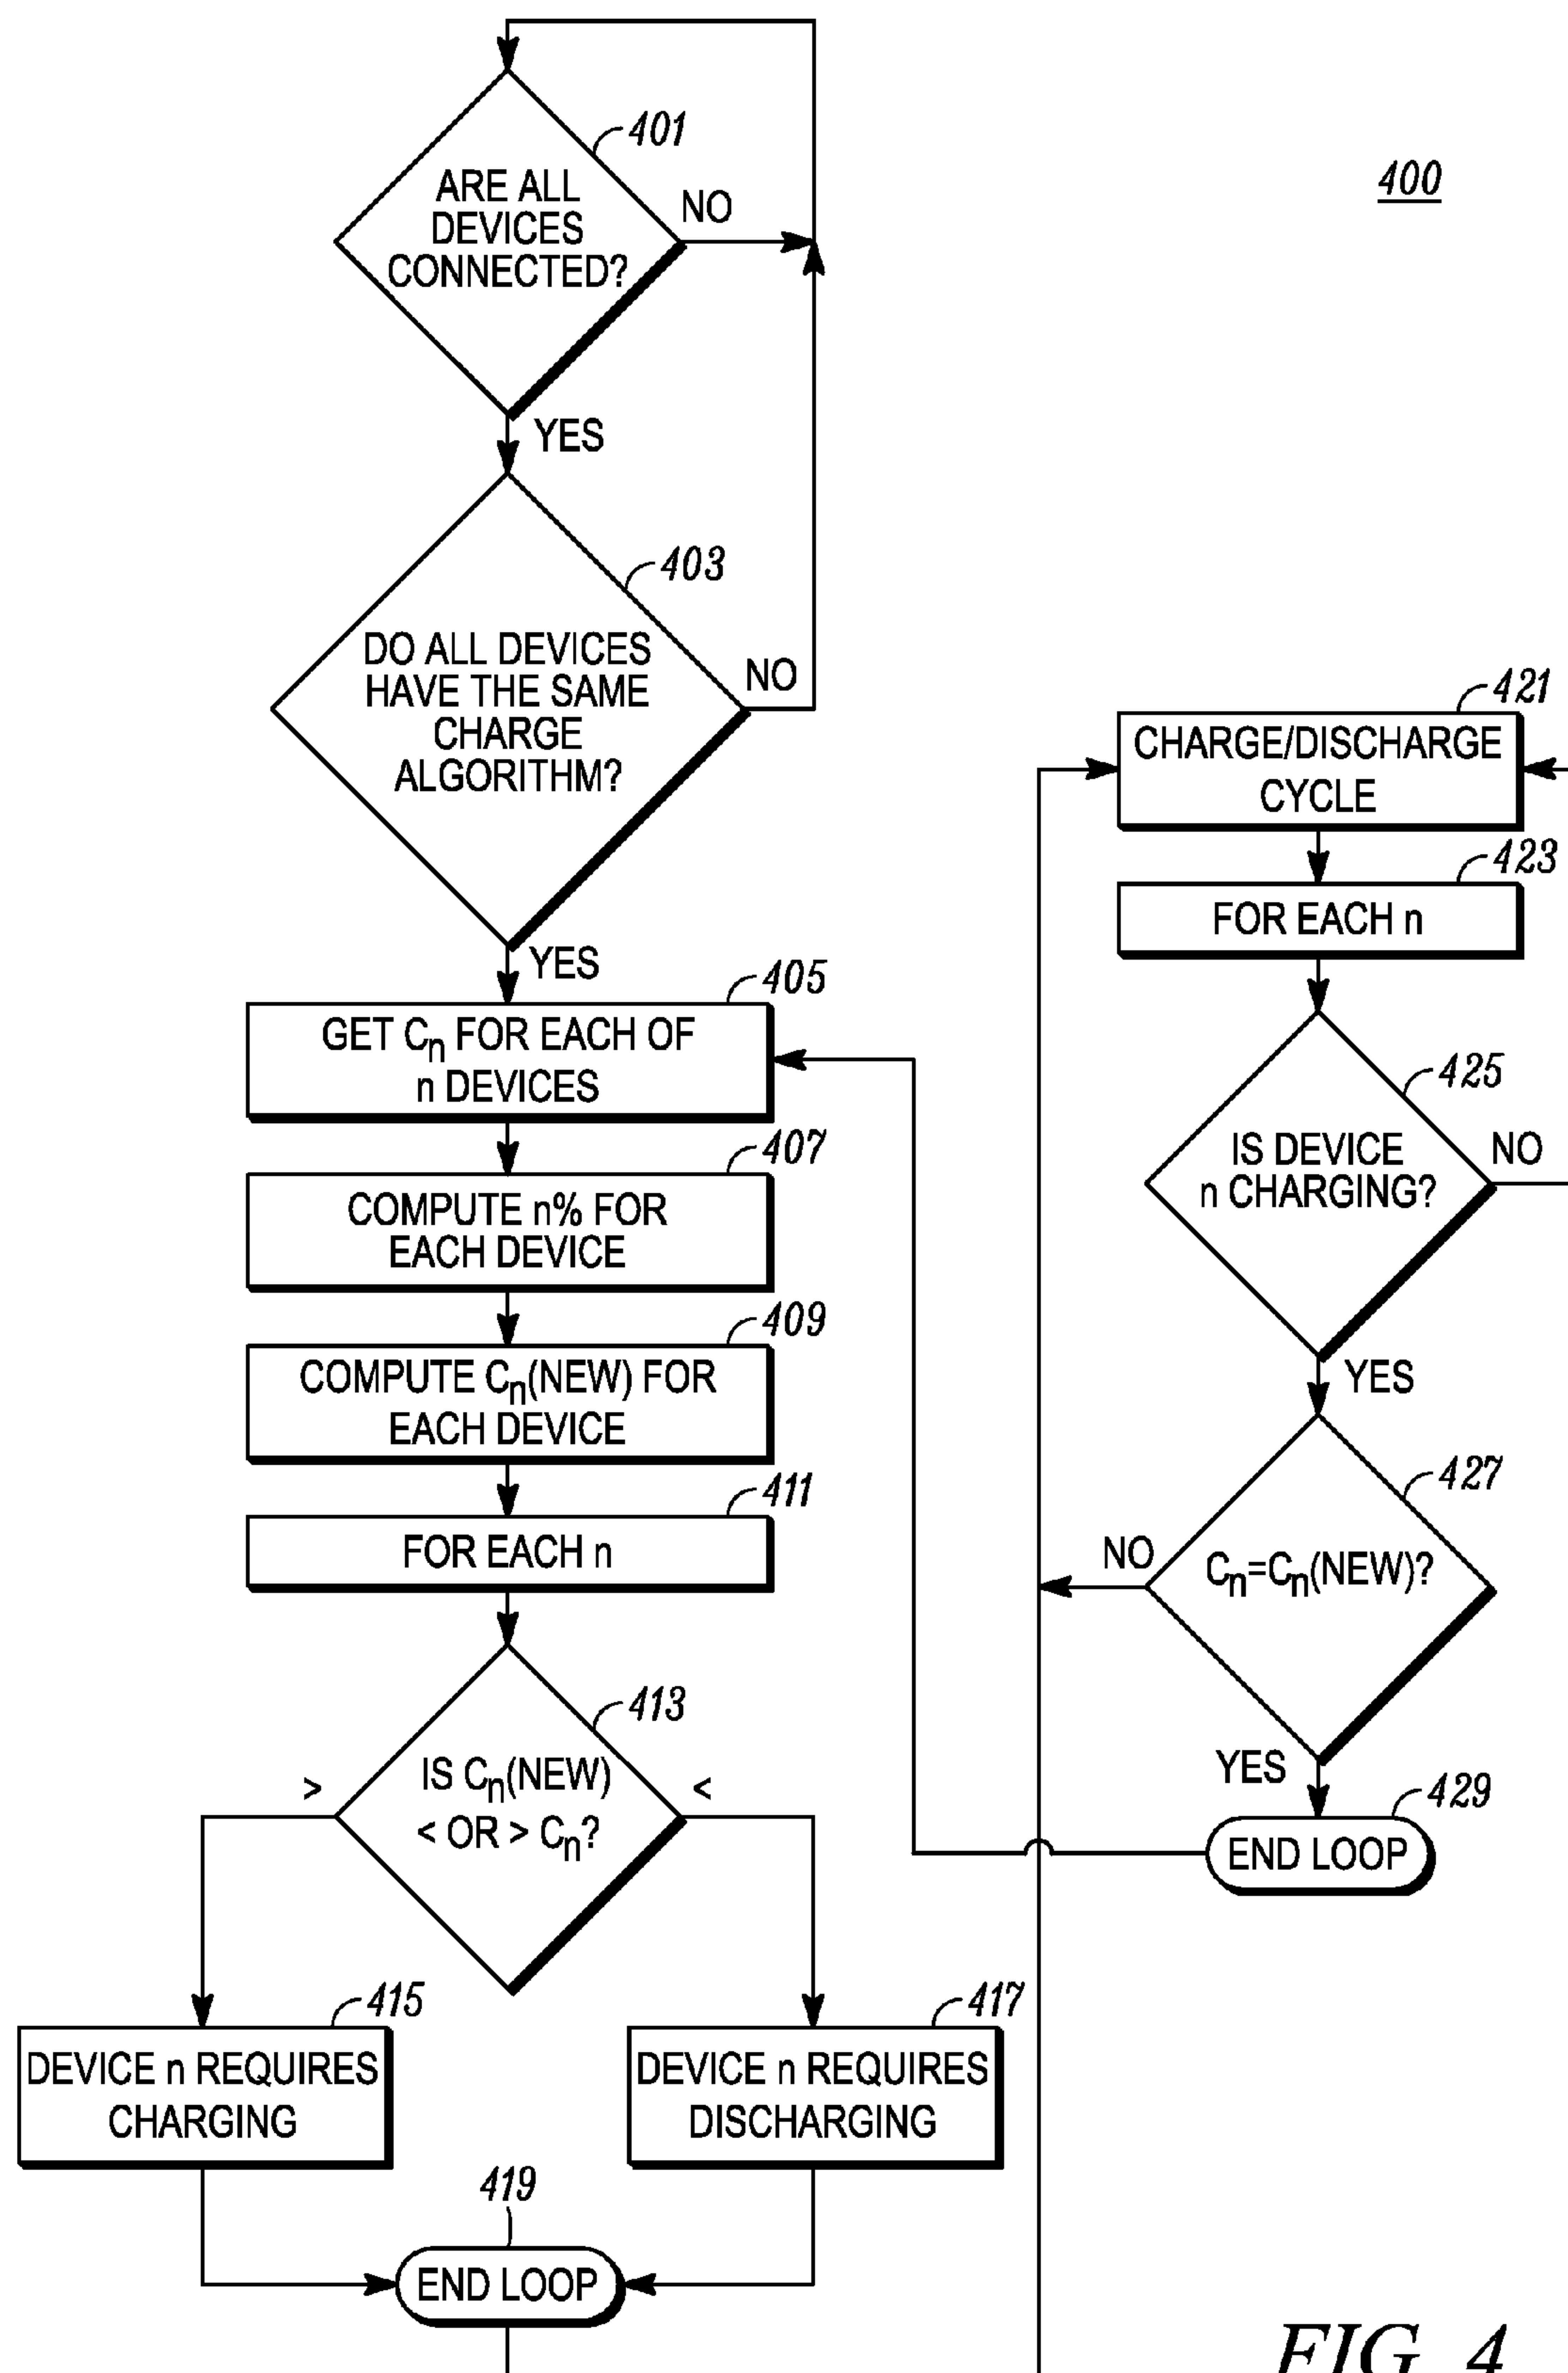 401
ARE ALL
DEVICES
CONNECTED?
NO
YES
400
403
DO ALL DEVICES
HAVE THE SAME
CHARGE
ALGORITHM?
NO
YES
405
GET Cn FOR EACH OF
n DEVICES
407
COMPUTE n% FOR
EACH DEVICE
409
COMPUTE Cn(NEW) FOR
EACH DEVICE
411
FOR EACH n
413
IS Cn(NEW)
< OR > Cn?
>
<
415
DEVICE n REQUIRES
CHARGING
417
DEVICE n REQUIRES
DISCHARGING
419
END LOOP
421
CHARGE/DISCHARGE
CYCLE
423
FOR EACH n
425
IS DEVICE
n CHARGING?
NO
YES
427
Cn=Cn(NEW)?
NO
YES
429
END LOOP
FIG. 4